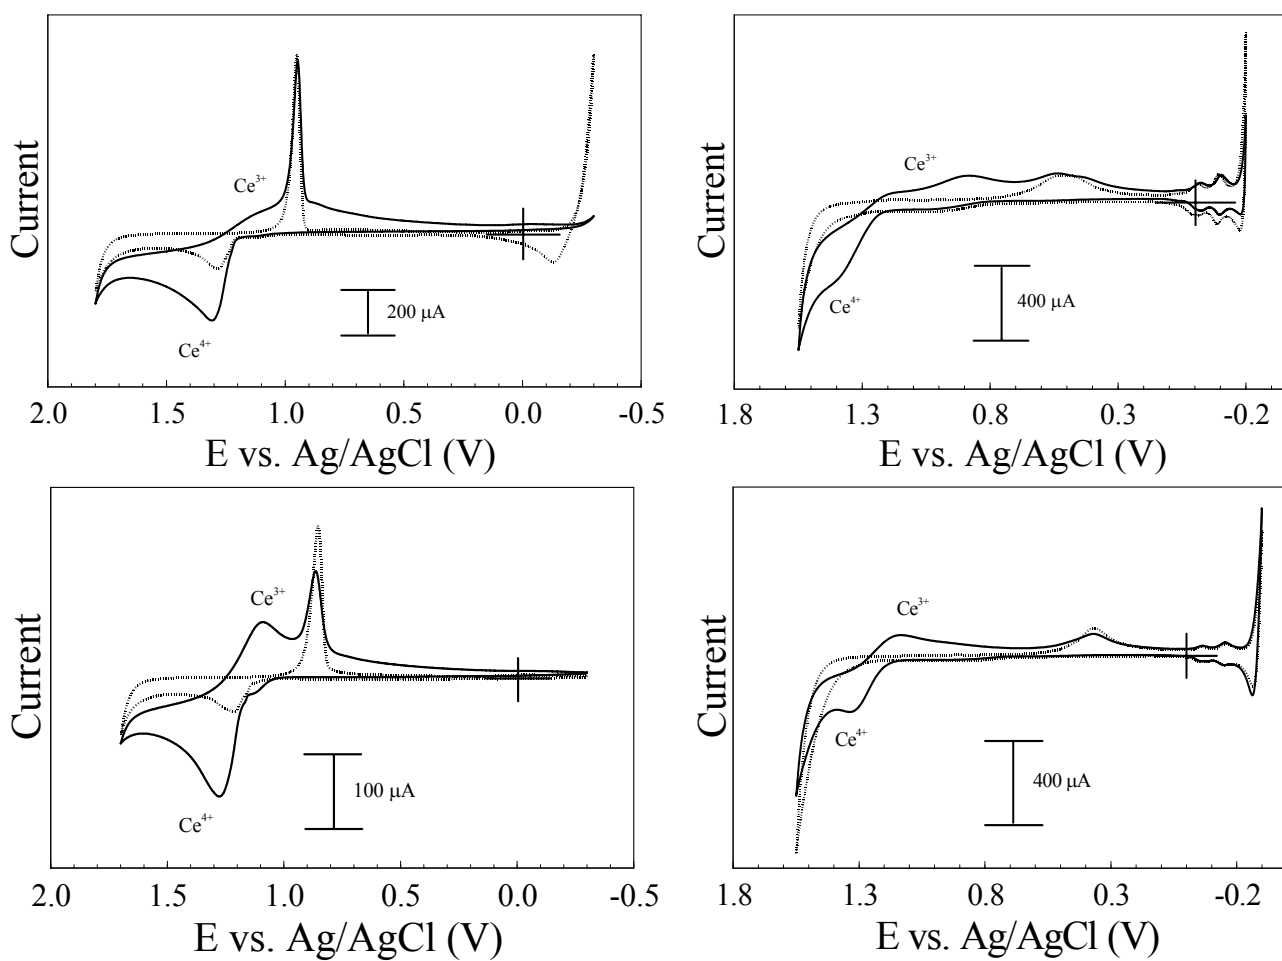 Current
Ce3+
Ce4+
200 μA
2.0 1.5 1.0 0.5 0.0 -0.5
E vs. Ag/AgCl (V)
Current
Ce3+
Ce4+
400 μA
1.8 1.3 0.8 0.3 -0.2
E vs. Ag/AgCl (V)
Current
Ce3+
Ce4+
100 μA
2.0 1.5 1.0 0.5 0.0 -0.5
E vs. Ag/AgCl (V)
Current
Ce3+
Ce4+
400 μA
1.8 1.3 0.8 0.3 -0.2
E vs. Ag/AgCl (V)